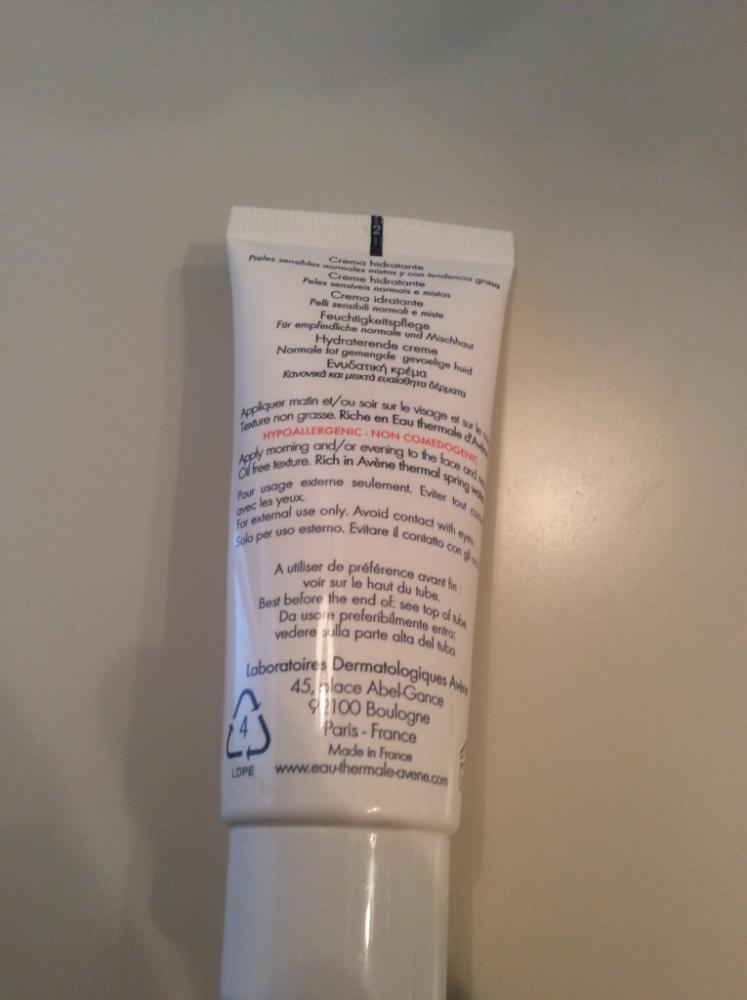 2
Crema hidratante
Pieles sensibles normales mixtas y con tendencia grasa
Creme hidratante
Peles sensíveis normais e mistas
Crema idratante
Pelli sensibili normali e miste
Feuchtigkeitspflege
Für empfindliche normale und Mischhaut
Hydraterende creme
Normale tot gemengde gevoelige huid
Ενυδατική κρέμα
Κανονικά και μεικτά ευαίσθητα δέρματα
Appliquer matin et/ou soir sur le visage et sur le
Texture non grasse. Riche en Eau thermale d'Avène
HYPOALLERGENIC - NON COMEDOGENIC
Apply morning and/or evening to the face and
Oil free texture. Rich in Avène thermal spring
Pour usage externe seulement. Eviter tout
avec les yeux.
For external use only. Avoid contact with eyes.
Solo per uso esterno. Evitare il contatto con gli
A utiliser de préférence avant fin :
voir sur le haut du tube.
Best before the end of: see top of tube
Da usare preferibilmente entro:
vedere sulla parte alta del tubo.
Laboratoires Dermatologiques Avène
45, place Abel-Gance
92100 Boulogne
Paris - France
Made in France
www.eau-thermale-avene.com
4
LDPE